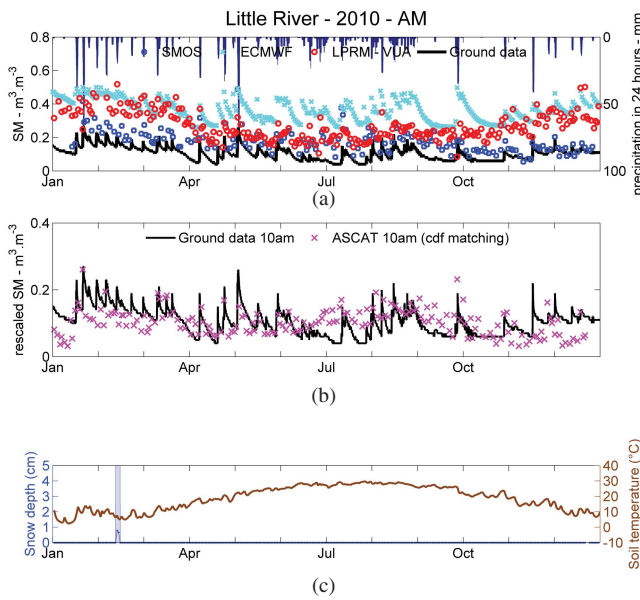 Little River - 2010 - AM
SMOS ECMWF LPRM - VUA Ground data
SM - m³.m⁻³
0.8
0.6
0.4
0.2
0
Jan Apr Jul Oct
0
50
100
precipitation in 24 hours - mm
(a)
rescaled SM - m³.m⁻³
0.4
0.2
0
Ground data 10am ASCAT 10am (cdf matching)
Jan Apr Jul Oct
(b)
Snow depth (cm)
5
4
3
2
1
0
Jan Apr Jul Oct
40
30
20
10
0
-10
Soil temperature (°C)
(c)